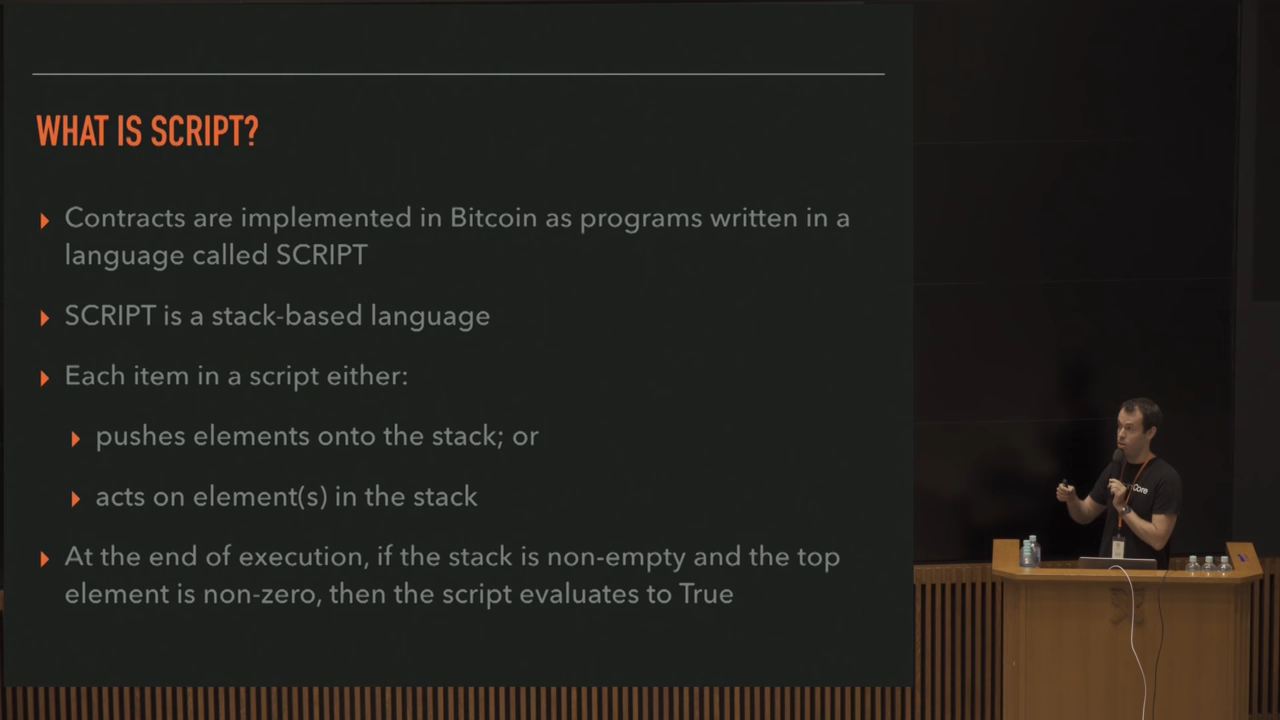 WHAT IS SCRIPT?
Contracts are implemented in Bitcoin as programs written in a
language called SCRIPT
SCRIPT is a stack-based language
Each item in a script either:
pushes elements onto the stack; or
acts on element(s) in the stack
At the end of execution, if the stack is non-empty and the top
element is non-zero, then the script evaluates to True
Core